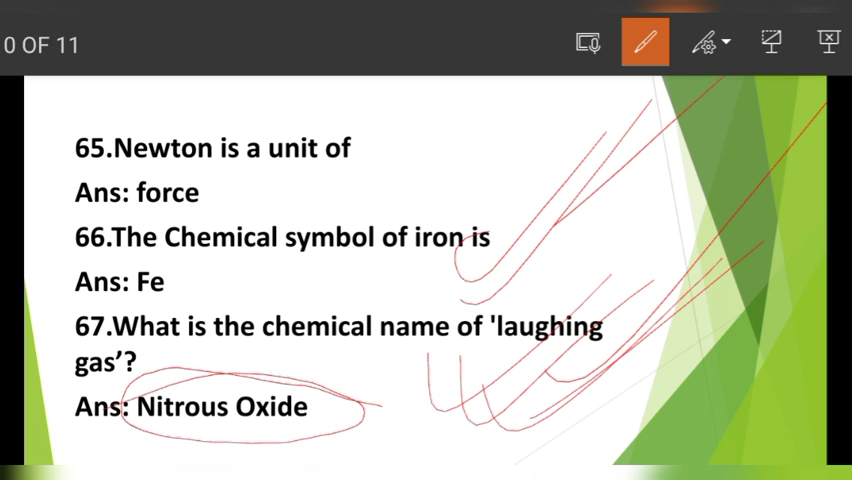 0 OF 11
65.Newton is a unit of
Ans: force
66.The Chemical symbol of iron is
Ans: Fe
67.What is the chemical name of 'laughing
gas’?
Ans: Nitrous Oxide